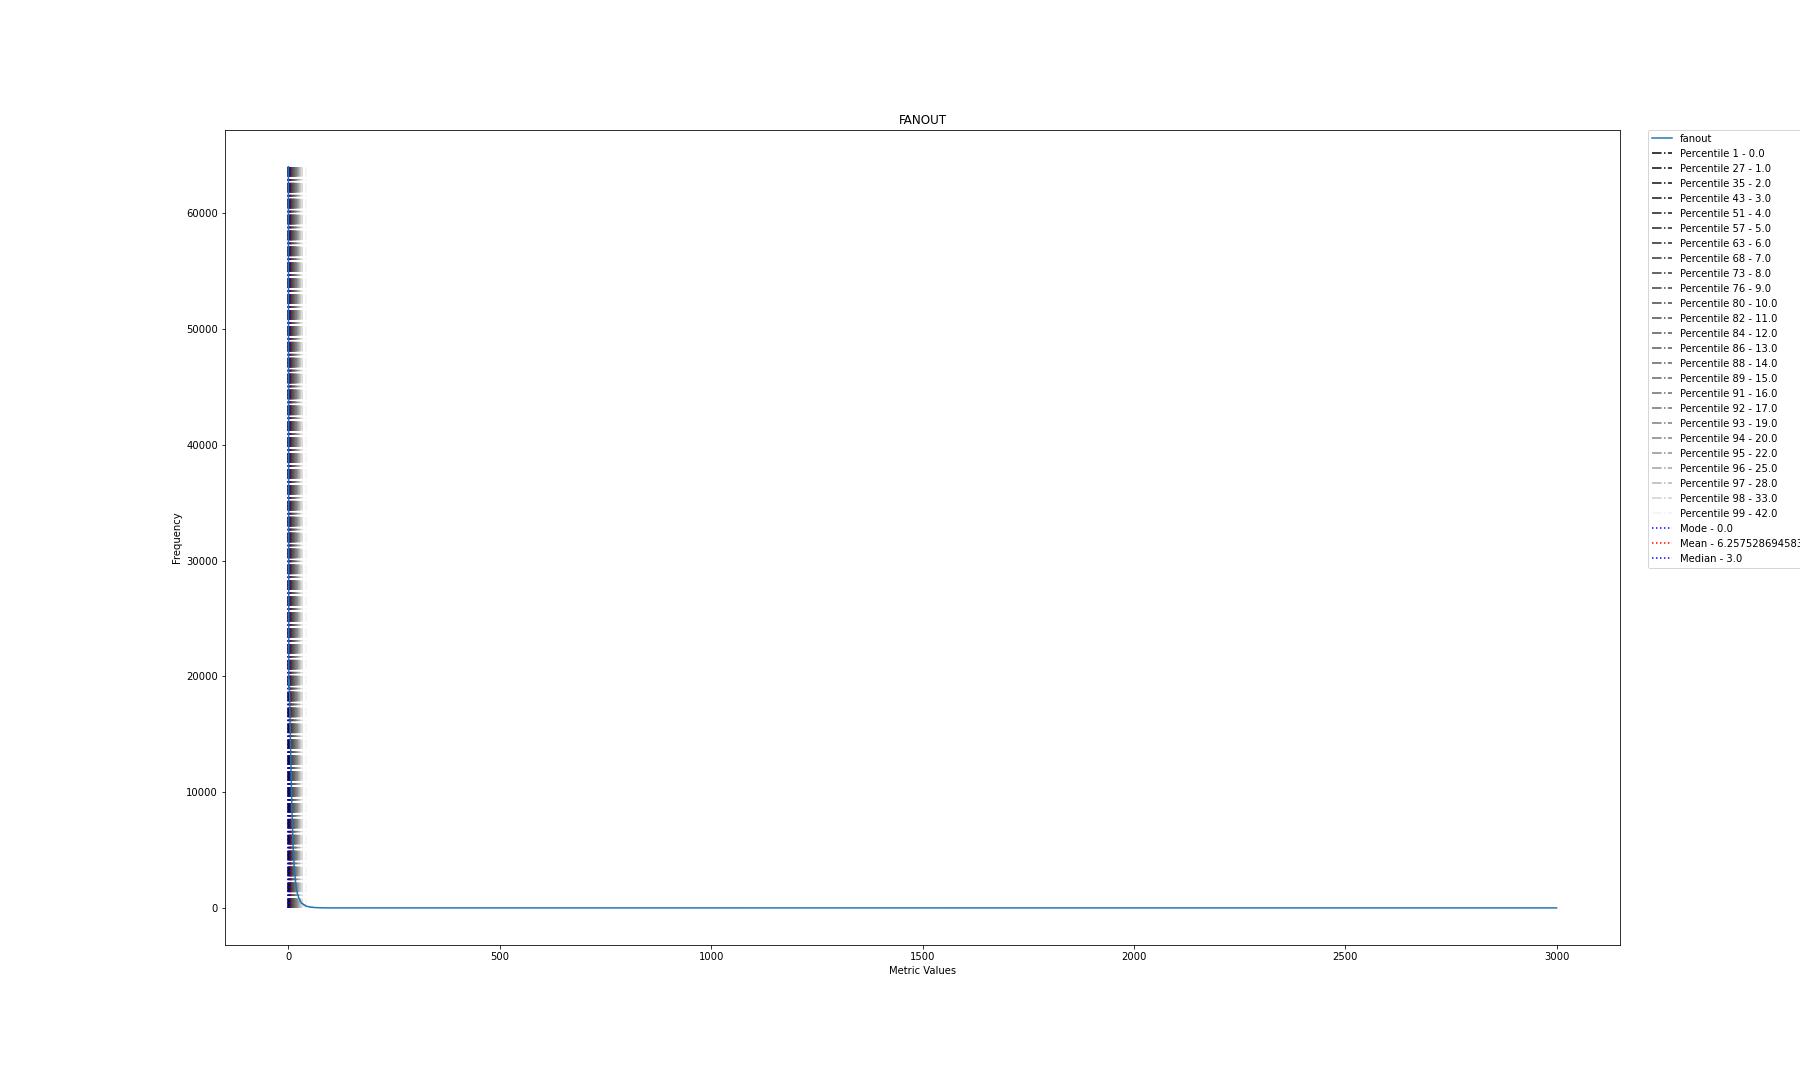 FANOUT
60000
50000
40000
30000
20000
10000
0
Frequency
0 500 1000 1500 2000 2500 3000
Metric Values
fanout
Percentile 1 - 0.0
Percentile 27 - 1.0
Percentile 35 - 2.0
Percentile 43 - 3.0
Percentile 51 - 4.0
Percentile 57 - 5.0
Percentile 63 - 6.0
Percentile 68 - 7.0
Percentile 73 - 8.0
Percentile 76 - 9.0
Percentile 80 - 10.0
Percentile 82 - 11.0
Percentile 84 - 12.0
Percentile 86 - 13.0
Percentile 88 - 14.0
Percentile 89 - 15.0
Percentile 91 - 16.0
Percentile 92 - 17.0
Percentile 93 - 19.0
Percentile 94 - 20.0
Percentile 95 - 22.0
Percentile 96 - 25.0
Percentile 97 - 28.0
Percentile 98 - 33.0
Percentile 99 - 42.0
Mode - 0.0
Mean - 6.257528694583
Median - 3.0